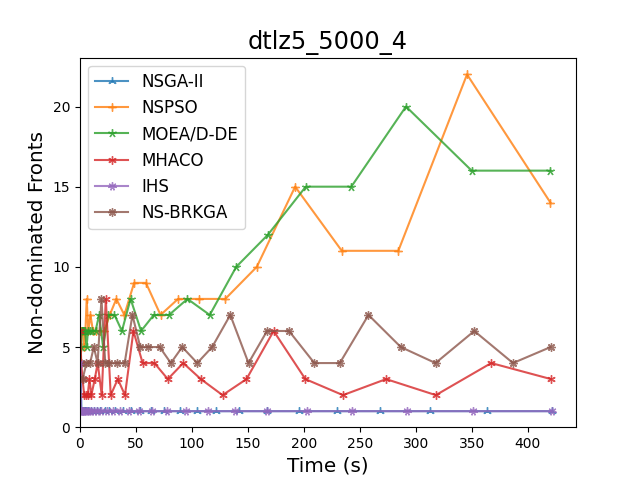 dtlz5_5000_4
NSGA-II
NSPSO
MOEA/D-DE
MHACO
IHS
NS-BRKGA
Non-dominated Fronts
20
15
10
5
0
0 50 100 150 200 250 300 350 400
Time (s)